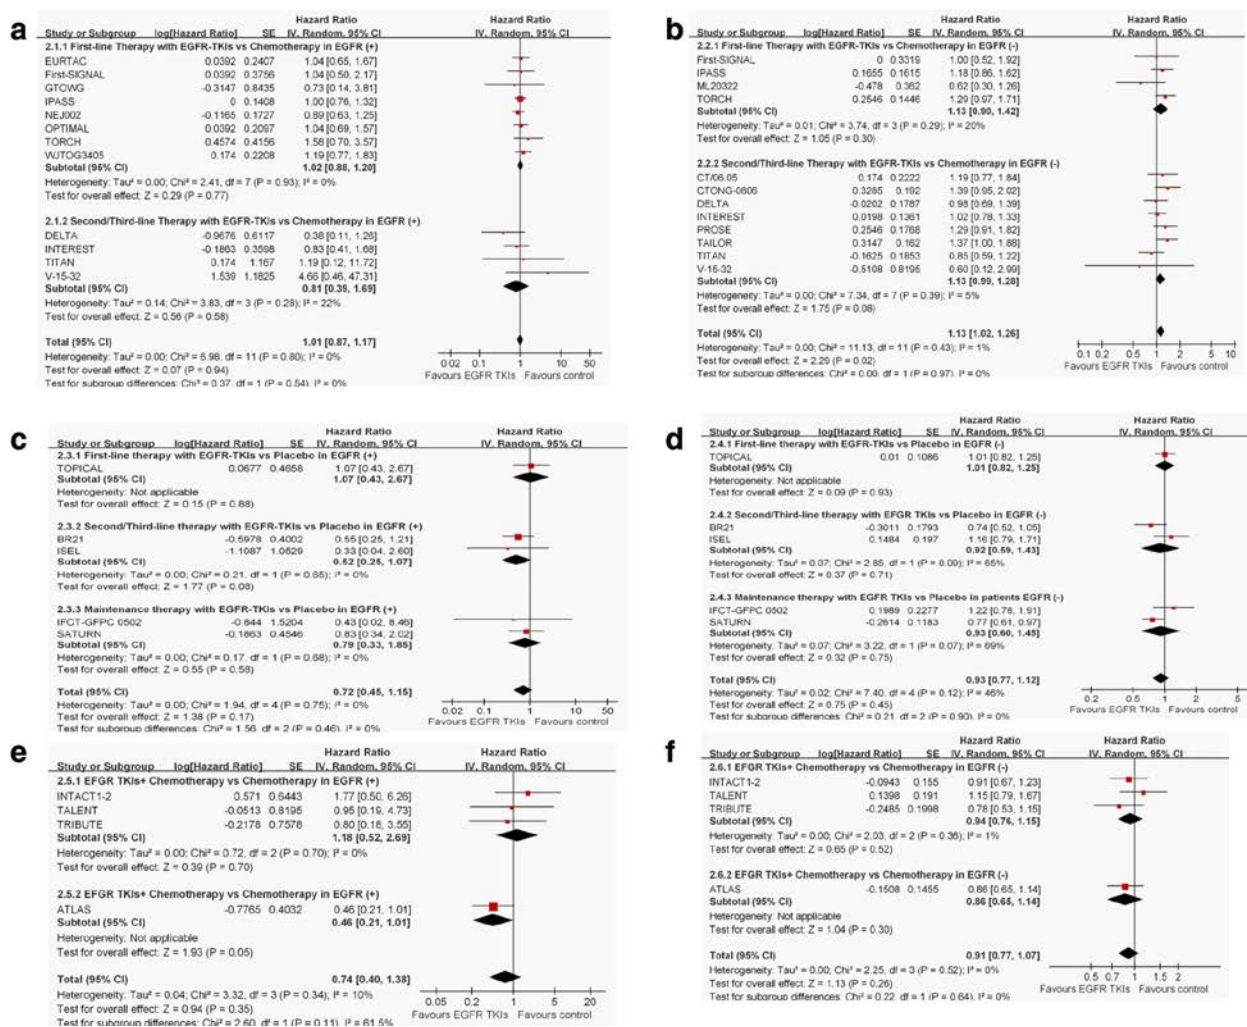 a
Hazard Ratio Hazard Ratio
Study or Subgroup log[Hazard Ratio] SE IV, Random, 95% CI IV, Random, 95% CI
2.1.1 First-line Therapy with EGFR-TKIs vs Chemotherapy in EGFR (+)
EURTAC 0.0392 0.2407 1.04 [0.65, 1.67]
First-SIGNAL 0.0392 0.3756 1.04 [0.50, 2.17]
GTOWG -0.3147 0.8435 0.73 [0.14, 3.81]
IPASS 0 0.1408 1.00 [0.76, 1.32]
NEJ002 -0.1165 0.1727 0.89 [0.63, 1.25]
OPTIMAL 0.0392 0.2097 1.04 [0.69, 1.57]
TORCH 0.4574 0.4156 1.58 [0.70, 3.57]
WJTOG3405 0.174 0.2208 1.19 [0.77, 1.83]
Subtotal (95% CI) 1.02 [0.88, 1.20]
Heterogeneity: Tau² = 0.00; Chi² = 2.41, df = 7 (P = 0.93); I² = 0%
Test for overall effect: Z = 0.29 (P = 0.77)
2.1.2 Second/Third-line Therapy with EGFR-TKIs vs Chemotherapy in EGFR (+)
DELTA -0.9676 0.6117 0.38 [0.11, 1.26]
INTEREST -0.1863 0.3598 0.83 [0.41, 1.68]
TITAN 0.174 1.167 1.19 [0.12, 11.72]
V-15-32 1.539 1.1825 4.66 [0.46, 47.31]
Subtotal (95% CI) 0.81 [0.39, 1.69]
Heterogeneity: Tau² = 0.14; Chi² = 3.83, df = 3 (P = 0.28); I² = 22%
Test for overall effect: Z = 0.56 (P = 0.58)
Total (95% CI) 1.01 [0.87, 1.17]
Heterogeneity: Tau² = 0.00; Chi² = 6.98, df = 11 (P = 0.80); I² = 0%
Test for overall effect: Z = 0.07 (P = 0.94)
Test for subgroup differences: Chi² = 0.37, df = 1 (P = 0.54), I² = 0%
0.02 0.1 1 10 50
Favours EGFR TKIs Favours control
b
Hazard Ratio Hazard Ratio
Study or Subgroup log[Hazard Ratio] SE IV, Random, 95% CI IV, Random, 95% CI
2.2.1 First-line Therapy with EGFR-TKIs vs Chemotherapy in EGFR (-)
First-SIGNAL 0 0.3319 1.00 [0.52, 1.92]
IPASS 0.1655 0.1615 1.18 [0.86, 1.62]
ML20322 -0.478 0.362 0.62 [0.30, 1.26]
TORCH 0.2546 0.1446 1.29 [0.97, 1.71]
Subtotal (95% CI) 1.13 [0.90, 1.42]
Heterogeneity: Tau² = 0.01; Chi² = 3.74, df = 3 (P = 0.29); I² = 20%
Test for overall effect: Z = 1.05 (P = 0.30)
2.2.2 Second/Third-line Therapy with EGFR-TKIs vs Chemotherapy in EGFR (-)
CT/06.05 0.174 0.2222 1.19 [0.77, 1.84]
CTONG-0806 0.3285 0.192 1.39 [0.95, 2.02]
DELTA -0.0202 0.1787 0.98 [0.69, 1.39]
INTEREST 0.0198 0.1361 1.02 [0.78, 1.33]
PROSE 0.2546 0.1768 1.29 [0.91, 1.82]
TAILOR 0.3147 0.162 1.37 [1.00, 1.88]
TITAN -0.1625 0.1853 0.85 [0.59, 1.22]
V-15-32 -0.5108 0.8195 0.60 [0.12, 2.99]
Subtotal (95% CI) 1.13 [0.99, 1.28]
Heterogeneity: Tau² = 0.00; Chi² = 7.34, df = 7 (P = 0.39); I² = 5%
Test for overall effect: Z = 1.75 (P = 0.08)
Total (95% CI) 1.13 [1.02, 1.26]
Heterogeneity: Tau² = 0.00; Chi² = 11.13, df = 11 (P = 0.43); I² = 1%
Test for overall effect: Z = 2.29 (P = 0.02)
Test for subgroup differences: Chi² = 0.00, df = 1 (P = 0.97), I² = 0%
0.1 0.2 0.5 1 2 5 10
Favours EGFR TKIs Favours control
c
Hazard Ratio Hazard Ratio
Study or Subgroup log[Hazard Ratio] SE IV, Random, 95% CI IV, Random, 95% CI
2.3.1 First-line therapy with EGFR-TKIs vs Placebo in EGFR (+)
TOPICAL 0.0677 0.4658 1.07 [0.43, 2.67]
Subtotal (95% CI) 1.07 [0.43, 2.67]
Heterogeneity: Not applicable
Test for overall effect: Z = 0.15 (P = 0.88)
2.3.2 Second/Third-line therapy with EGFR-TKIs vs Placebo in EGFR (+)
BR21 -0.5978 0.4002 0.55 [0.25, 1.21]
ISEL -1.1087 1.0529 0.33 [0.04, 2.60]
Subtotal (95% CI) 0.52 [0.25, 1.07]
Heterogeneity: Tau² = 0.00; Chi² = 0.21, df = 1 (P = 0.65); I² = 0%
Test for overall effect: Z = 1.77 (P = 0.08)
2.3.3 Maintenance therapy with EGFR-TKIs vs Placebo in EGFR (+)
IFCT-GFPC 0502 -0.844 1.5204 0.43 [0.02, 8.46]
SATURN -0.1863 0.4546 0.83 [0.34, 2.02]
Subtotal (95% CI) 0.79 [0.33, 1.85]
Heterogeneity: Tau² = 0.00; Chi² = 0.17, df = 1 (P = 0.68); I² = 0%
Test for overall effect: Z = 0.55 (P = 0.58)
Total (95% CI) 0.72 [0.45, 1.15]
Heterogeneity: Tau² = 0.00; Chi² = 1.94, df = 4 (P = 0.75); I² = 0%
Test for overall effect: Z = 1.38 (P = 0.17)
Test for subgroup differences: Chi² = 1.56, df = 2 (P = 0.46), I² = 0%
0.02 0.1 1 10 50
Favours EGFR TKIs Favours control
d
Hazard Ratio Hazard Ratio
Study or Subgroup log[Hazard Ratio] SE IV, Random, 95% CI IV, Random, 95% CI
2.4.1 First-line therapy with EGFR-TKIs vs Placebo in EGFR (-)
TOPICAL 0.01 0.1086 1.01 [0.82, 1.25]
Subtotal (95% CI) 1.01 [0.82, 1.25]
Heterogeneity: Not applicable
Test for overall effect: Z = 0.09 (P = 0.93)
2.4.2 Second/Third-line therapy with EFGR TKIs vs Placebo in EGFR (-)
BR21 -0.3011 0.1793 0.74 [0.52, 1.05]
ISEL 0.1484 0.197 1.16 [0.79, 1.71]
Subtotal (95% CI) 0.92 [0.59, 1.43]
Heterogeneity: Tau² = 0.07; Chi² = 2.85, df = 1 (P = 0.09); I² = 65%
Test for overall effect: Z = 0.37 (P = 0.71)
2.4.3 Maintenance therapy with EGFR TKIs vs Placebo in patients EGFR (-)
IFCT-GFPC 0502 0.1989 0.2277 1.22 [0.78, 1.91]
SATURN -0.2614 0.1183 0.77 [0.61, 0.97]
Subtotal (95% CI) 0.93 [0.60, 1.45]
Heterogeneity: Tau² = 0.07; Chi² = 3.22, df = 1 (P = 0.07); I² = 69%
Test for overall effect: Z = 0.32 (P = 0.75)
Total (95% CI) 0.93 [0.77, 1.12]
Heterogeneity: Tau² = 0.02; Chi² = 7.40, df = 4 (P = 0.12); I² = 46%
Test for overall effect: Z = 0.75 (P = 0.45)
Test for subgroup differences: Chi² = 0.21, df = 2 (P = 0.90), I² = 0%
0.2 0.5 1 2 5
Favours EGFR TKIs Favours control
e
Hazard Ratio Hazard Ratio
Study or Subgroup log[Hazard Ratio] SE IV, Random, 95% CI IV, Random, 95% CI
2.5.1 EFGR TKIs+ Chemotherapy vs Chemotherapy in EGFR (+)
INTACT1-2 0.571 0.6443 1.77 [0.50, 6.26]
TALENT -0.0513 0.8195 0.95 [0.19, 4.73]
TRIBUTE -0.2178 0.7578 0.80 [0.18, 3.55]
Subtotal (95% CI) 1.18 [0.52, 2.69]
Heterogeneity: Tau² = 0.00; Chi² = 0.72, df = 2 (P = 0.70); I² = 0%
Test for overall effect: Z = 0.39 (P = 0.70)
2.5.2 EFGR TKIs+ Chemotherapy vs Chemotherapy in EGFR (+)
ATLAS -0.7765 0.4032 0.46 [0.21, 1.01]
Subtotal (95% CI) 0.46 [0.21, 1.01]
Heterogeneity: Not applicable
Test for overall effect: Z = 1.93 (P = 0.05)
Total (95% CI) 0.74 [0.40, 1.38]
Heterogeneity: Tau² = 0.04; Chi² = 3.32, df = 3 (P = 0.34); I² = 10%
Test for overall effect: Z = 0.94 (P = 0.35)
Test for subgroup differences: Chi² = 2.60, df = 1 (P = 0.11), I² = 61.5%
0.05 0.2 1 5 20
Favours EGFR TKIs Favours control
f
Hazard Ratio Hazard Ratio
Study or Subgroup log[Hazard Ratio] SE IV, Random, 95% CI IV, Random, 95% CI
2.6.1 EFGR TKIs+ Chemotherapy vs Chemotherapy in EGFR (-)
INTACT1-2 -0.0943 0.155 0.91 [0.67, 1.23]
TALENT 0.1398 0.191 1.15 [0.79, 1.67]
TRIBUTE -0.2485 0.1998 0.78 [0.53, 1.15]
Subtotal (95% CI) 0.94 [0.76, 1.15]
Heterogeneity: Tau² = 0.00; Chi² = 2.03, df = 2 (P = 0.36); I² = 1%
Test for overall effect: Z = 0.65 (P = 0.52)
2.6.2 EFGR TKIs+ Chemotherapy vs Chemotherapy in EGFR (-)
ATLAS -0.1508 0.1455 0.86 [0.65, 1.14]
Subtotal (95% CI) 0.86 [0.65, 1.14]
Heterogeneity: Not applicable
Test for overall effect: Z = 1.04 (P = 0.30)
Total (95% CI) 0.91 [0.77, 1.07]
Heterogeneity: Tau² = 0.00; Chi² = 2.25, df = 3 (P = 0.52); I² = 0%
Test for overall effect: Z = 1.13 (P = 0.26)
Test for subgroup differences: Chi² = 0.22, df = 1 (P = 0.64), I² = 0%
0.5 0.7 1 1.5 2
Favours EGFR TKIs Favours control